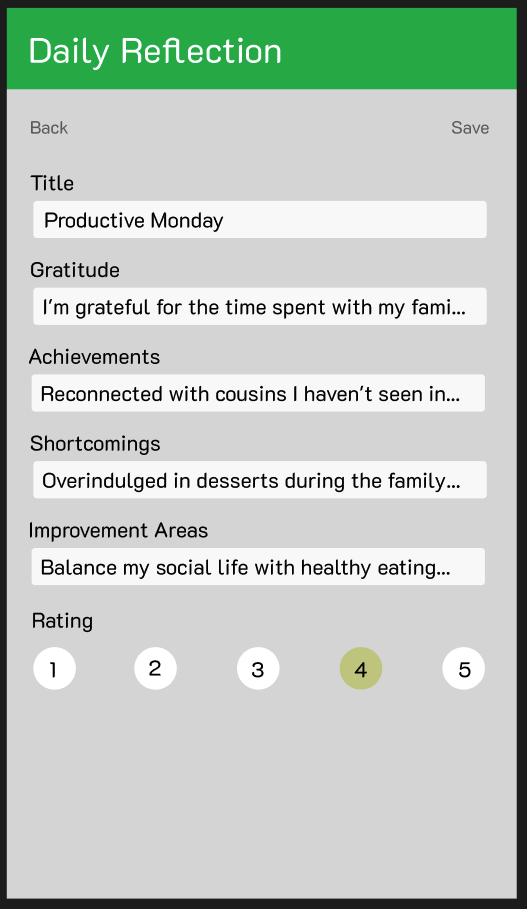 Daily Reflection
Back Save
Title
Productive Monday
Gratitude
I'm grateful for the time spent with my fami...
Achievements
Reconnected with cousins I haven't seen in...
Shortcomings
Overindulged in desserts during the family...
Improvement Areas
Balance my social life with healthy eating...
Rating
1 2 3 4 5